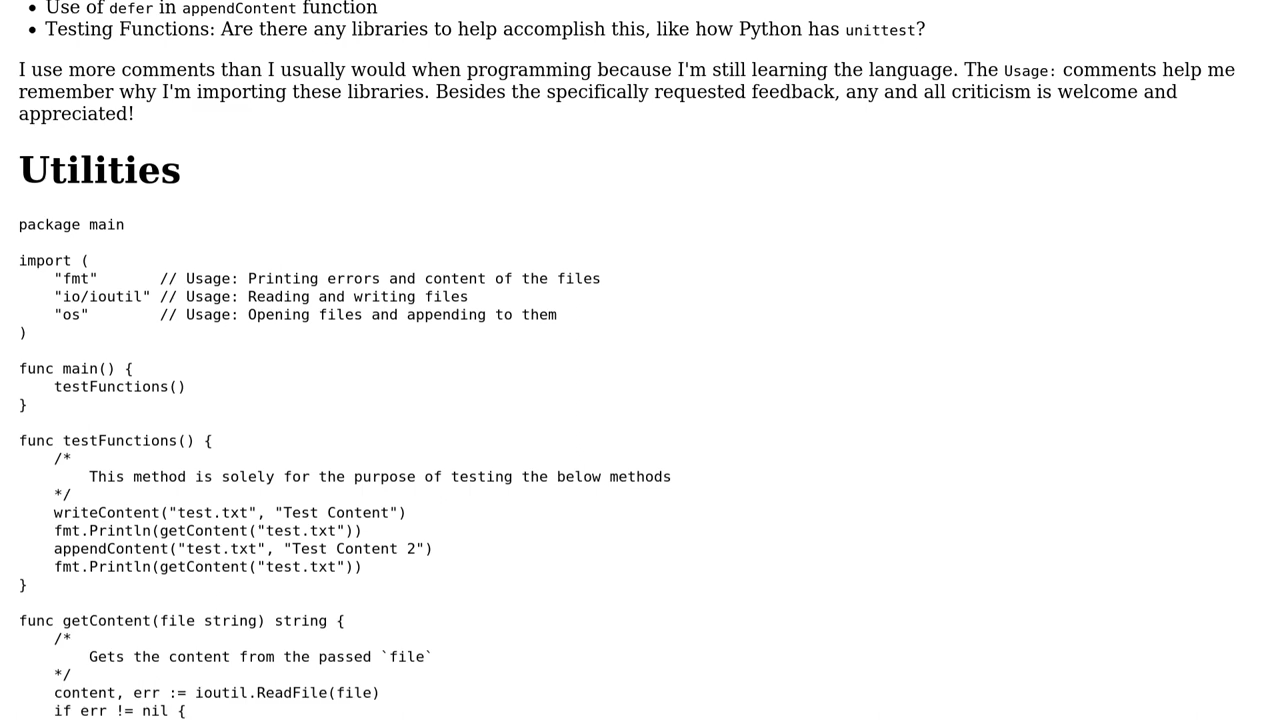 • Use of defer in appendContent function
• Testing Functions: Are there any libraries to help accomplish this, like how Python has unittest?
I use more comments than I usually would when programming because I'm still learning the language. The Usage: comments help me
remember why I'm importing these libraries. Besides the specifically requested feedback, any and all criticism is welcome and
appreciated!
Utilities
package main
import (
    "fmt"       // Usage: Printing errors and content of the files
    "io/ioutil" // Usage: Reading and writing files
    "os"        // Usage: Opening files and appending to them
)
func main() {
    testFunctions()
}
func testFunctions() {
    /*
        This method is solely for the purpose of testing the below methods
    */
    writeContent("test.txt", "Test Content")
    fmt.Println(getContent("test.txt"))
    appendContent("test.txt", "Test Content 2")
    fmt.Println(getContent("test.txt"))
}
func getContent(file string) string {
    /*
        Gets the content from the passed `file`
    */
    content, err := ioutil.ReadFile(file)
    if err != nil {